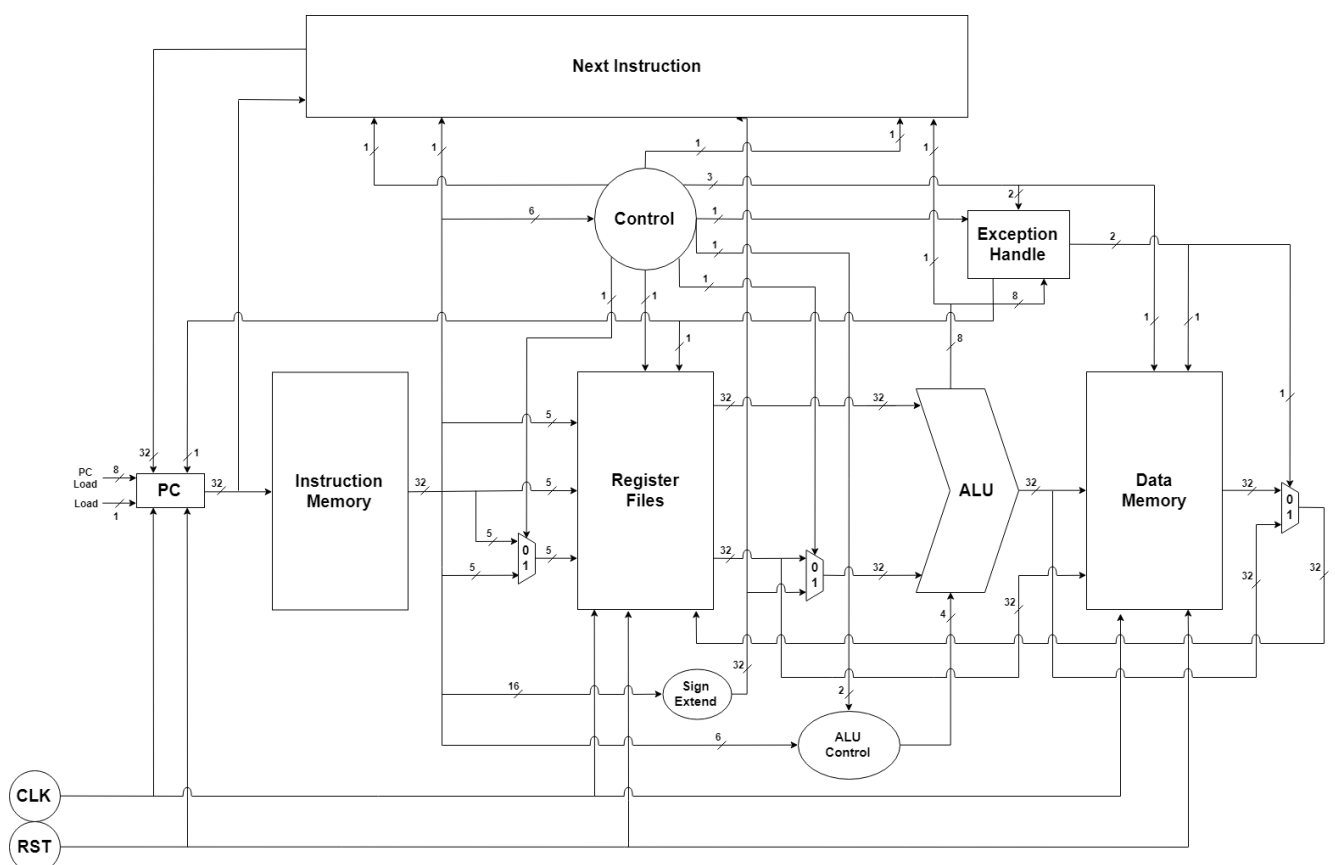 Next Instruction
1
1
1
1
1
3
Control
6
1
2
Exception
Handle
2
1
1
1
1
1
1
8
1
1
1
8
32
1
PC
Load
8
Load
1
PC
32
Instruction
Memory
32
5
5
5
5
5
0
1
Register
Files
32
32
32
32
0
1
32
ALU
4
32
32
Data
Memory
32
1
0
1
32
32
16
Sign
Extend
32
2
6
ALU
Control
CLK
RST